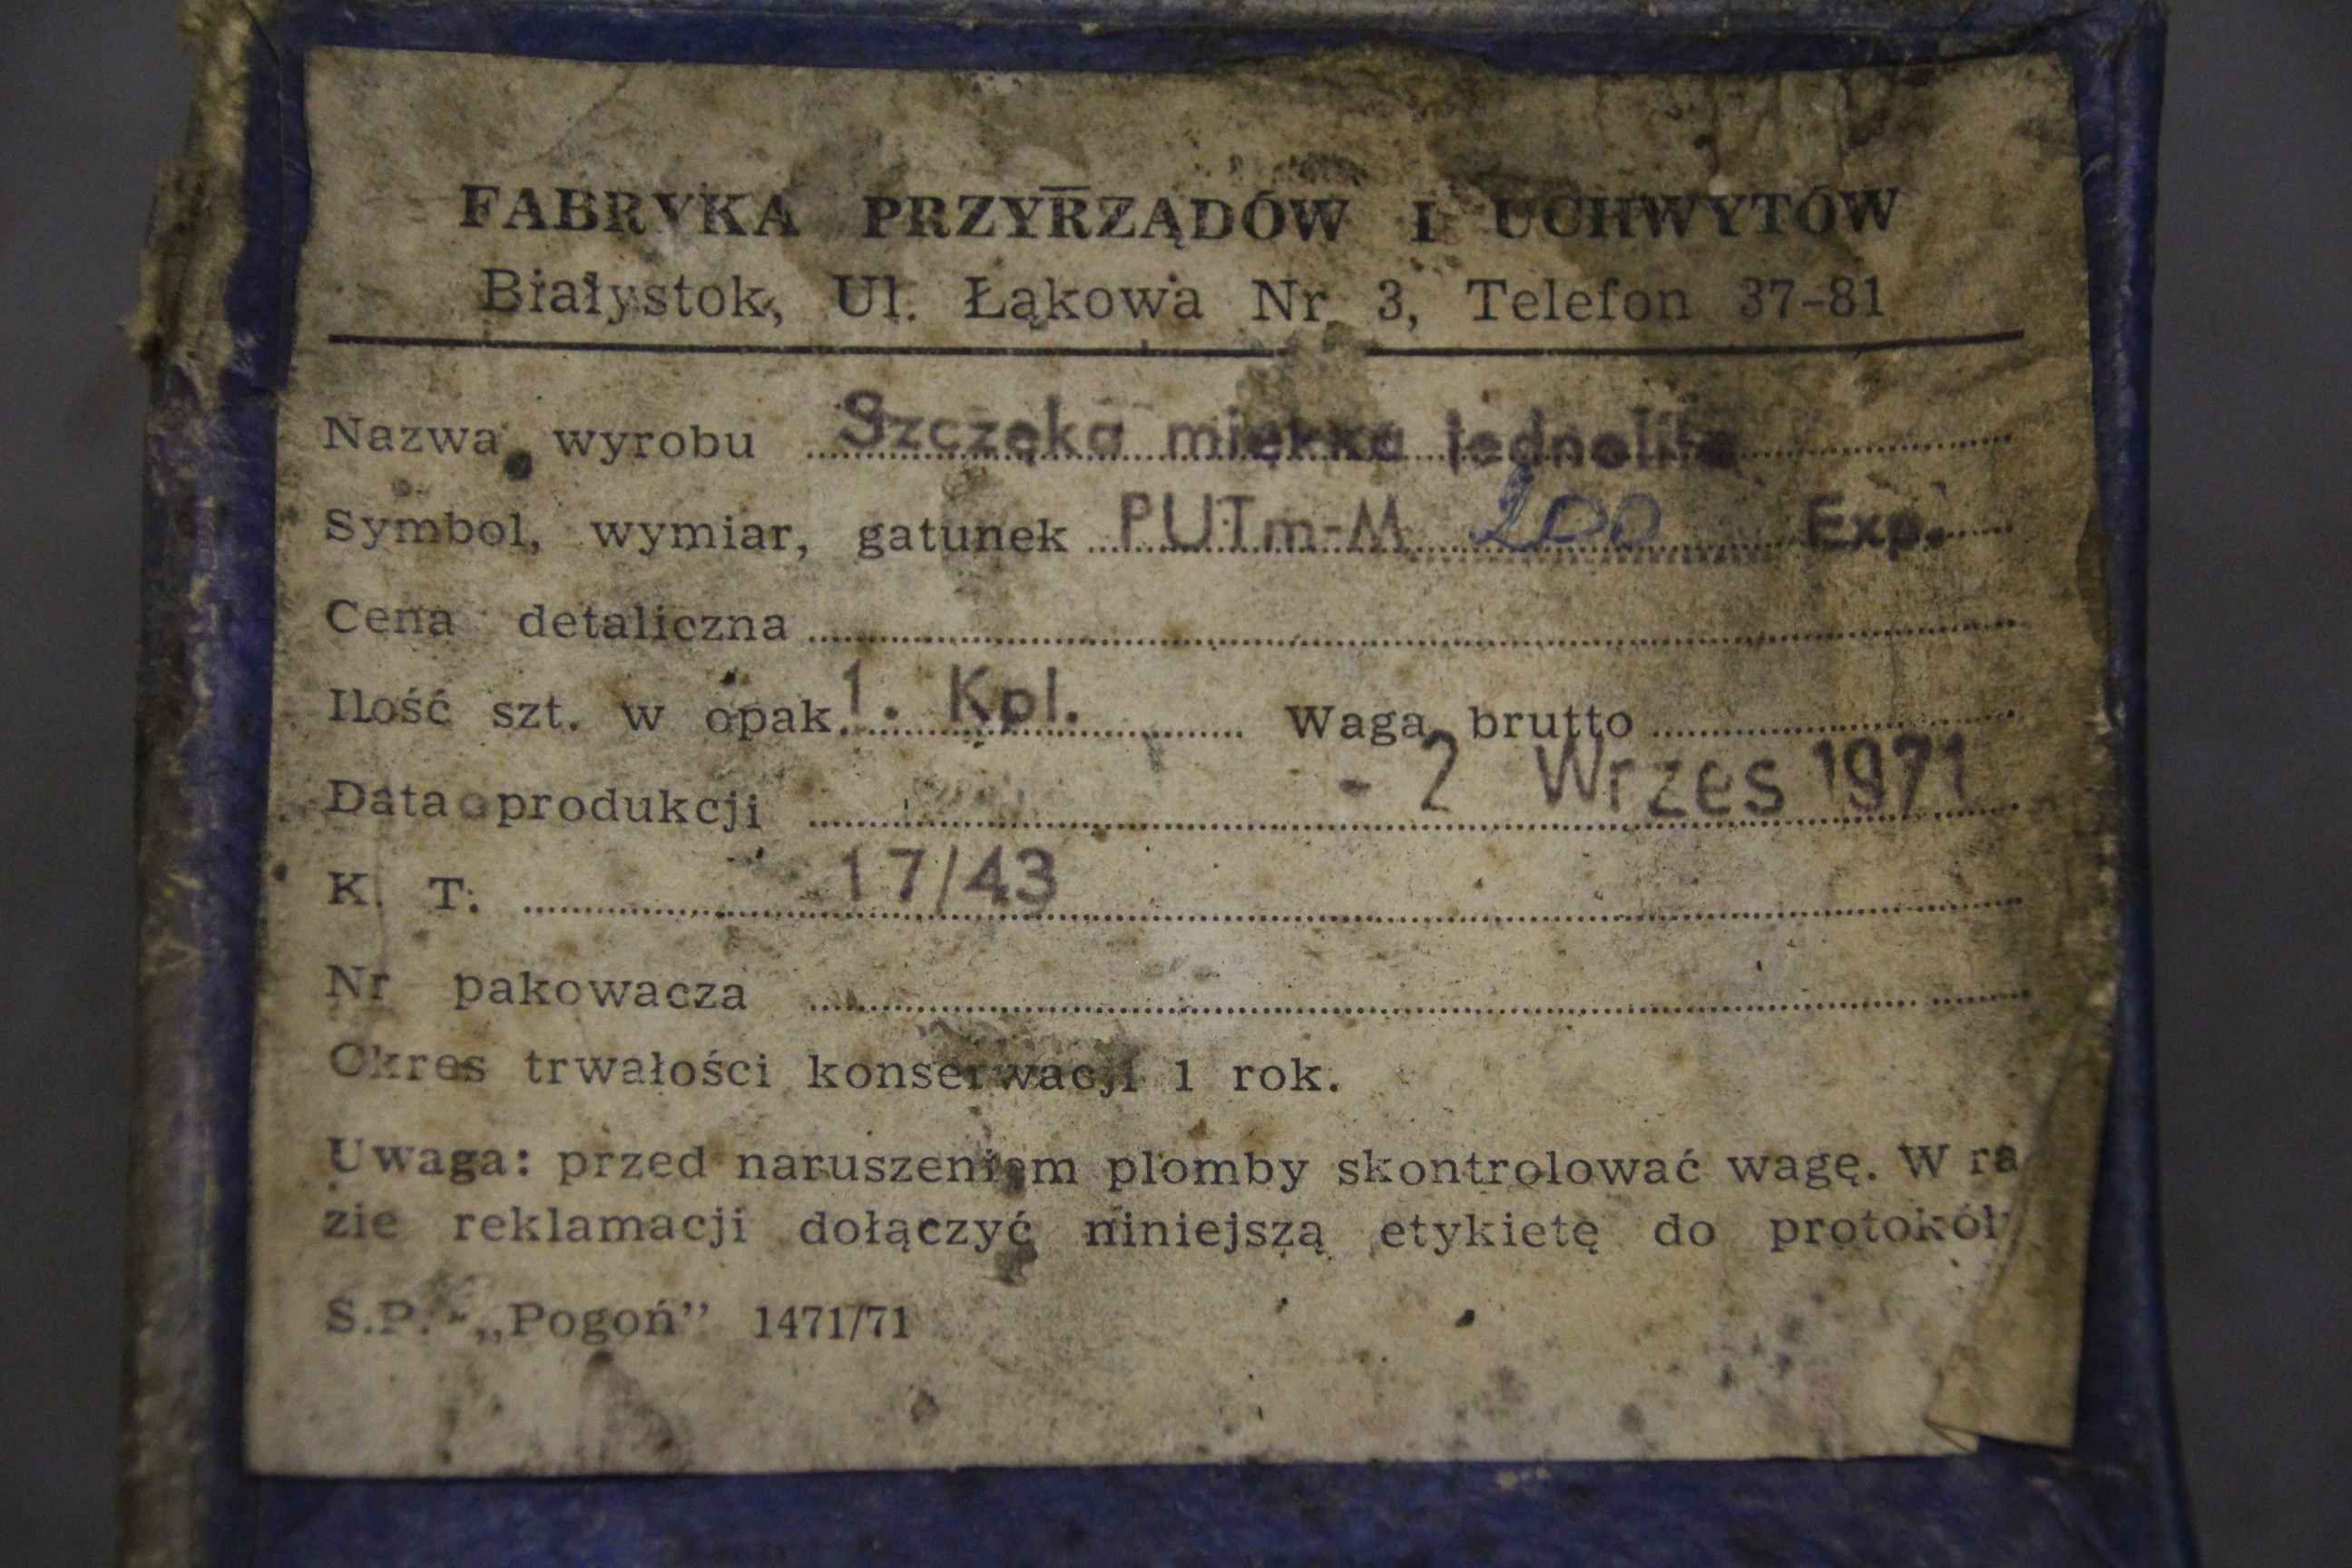 FABRYKA PRZYRZĄDÓW I UCHWYTÓW
Białystok, Ul. Łąkowa Nr 3, Telefon 37-81
Nazwa wyrobu Szczęka miękka jednolita
Symbol, wymiar, gatunek PUTm-M 200 Exp.
Cena detaliczna
Ilość szt. w opak. 1. Kpl. Waga brutto
Data produkcji - 2 Wrzes 1971
K. T. 17/43
Nr pakowacza
Okres trwałości konserwacji 1 rok.
Uwaga: przed naruszeniem plomby skontrolować wagę. W ra
zie reklamacji dołączyć niniejszą etykietę do protokół
S.P. - „Pogoń” 1471/71